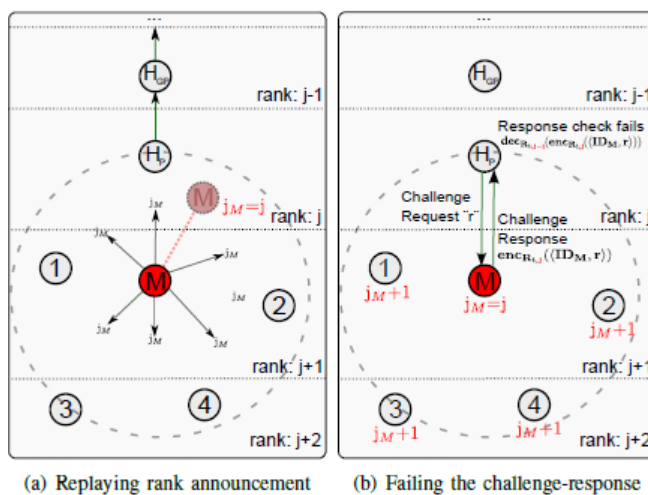 ...
H_GP
rank: j-1
H_P
M
j_M=j
rank: j
j_M
j_M
j_M
1
M
j_M
2
j_M
j_M
j_M
rank: j+1
3
4
rank: j+2
(a) Replaying rank announcement
H_GP
rank: j-1
Response check fails
H_P
Challenge
Request "r"
Challenge
Response
rank: j
1
j_M+1
M
j_M=j
2
j_M+1
rank: j+1
3
j_M+1
4
j_M+1
rank: j+2
(b) Failing the challenge-response